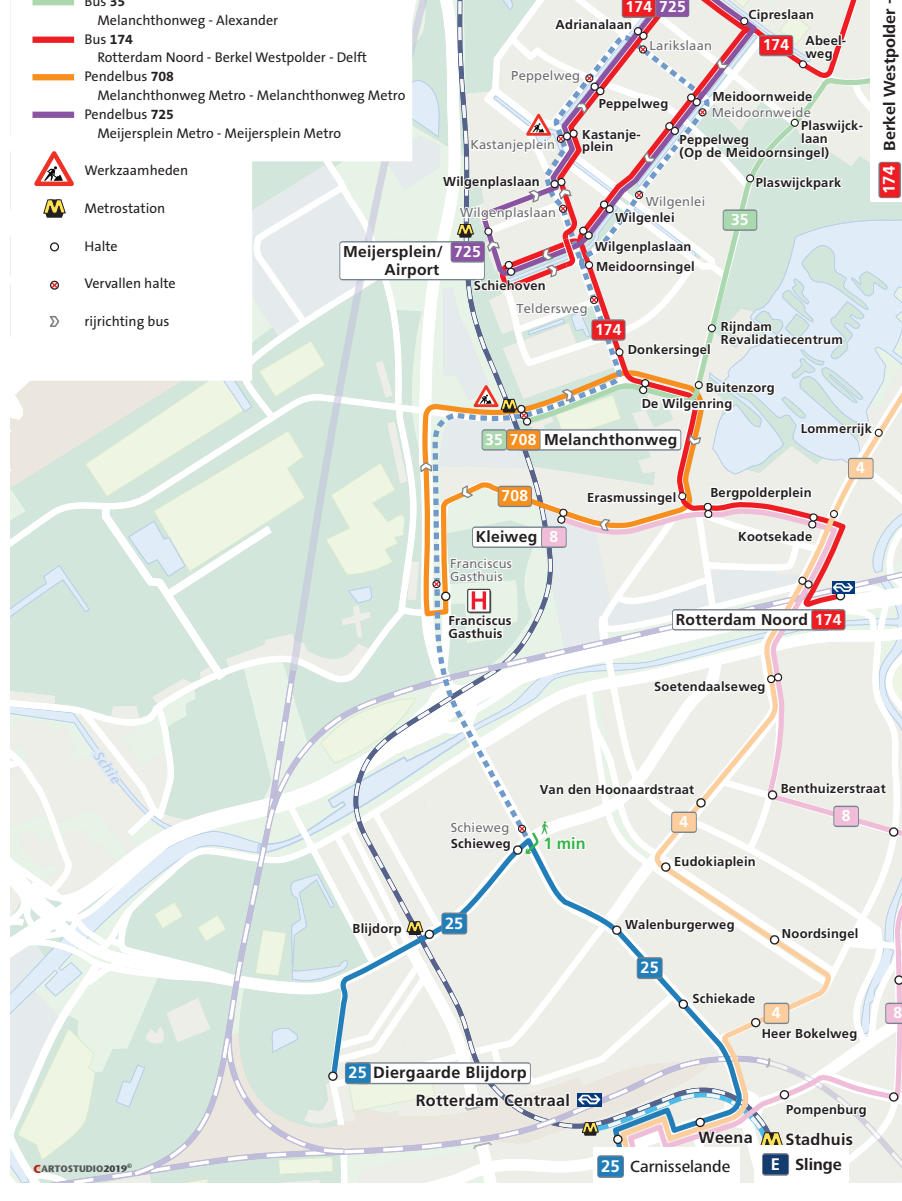 Bus 35
Melanchthonweg - Alexander
Bus 174
Rotterdam Noord - Berkel Westpolder - Delft
Pendelbus 708
Melanchthonweg Metro - Melanchthonweg Metro
Pendelbus 725
Meijersplein Metro - Meijersplein Metro
Werkzaamheden
Metrostation
Halte
Vervallen halte
rijrichting bus
174 725
Cipreslaan
Adrianalaan
Larikslaan
174
Abeel-
weg
174 Berkel Westpolder -
Peppelweg
Peppelweg
Meidoornweide
Meidoornweide
Plaswijck-
laan
Kastanjeplein
Kastanje-
plein
Peppelweg
(Op de Meidoornsingel)
Wilgenplaslaan
Plaswijckpark
Wilgenplaslaan
Wilgenlei
Wilgenlei
35
M
Meijersplein/
Airport
725
Wilgenplaslaan
Meidoornsingel
Schiehoven
Teldersweg
174
Rijndam
Revalidatiecentrum
Donkersingel
Buitenzorg
De Wilgenring
M
Lommerrijk
35 708 Melanchthonweg
4
708
Erasmussingel
Bergpolderplein
Kleiweg 8
Kootsekade
Franciscus
Gasthuis
H
Franciscus
Gasthuis
Rotterdam Noord 174
Soetendaalseweg
Schie
Van den Hoonaardstraat
Benthuizerstraat
4
8
Schieweg
Schieweg
1 min
Eudokiaplein
Blijdorp
M
25
Walenburgerweg
Noordsingel
25
Schiekade
4
8
Heer Bokelweg
25 Diergaarde Blijdorp
Rotterdam Centraal
Pompenburg
M
Weena
M Stadhuis
25 Carnisselande
E Slinge
CARTOSTUDIO2019©